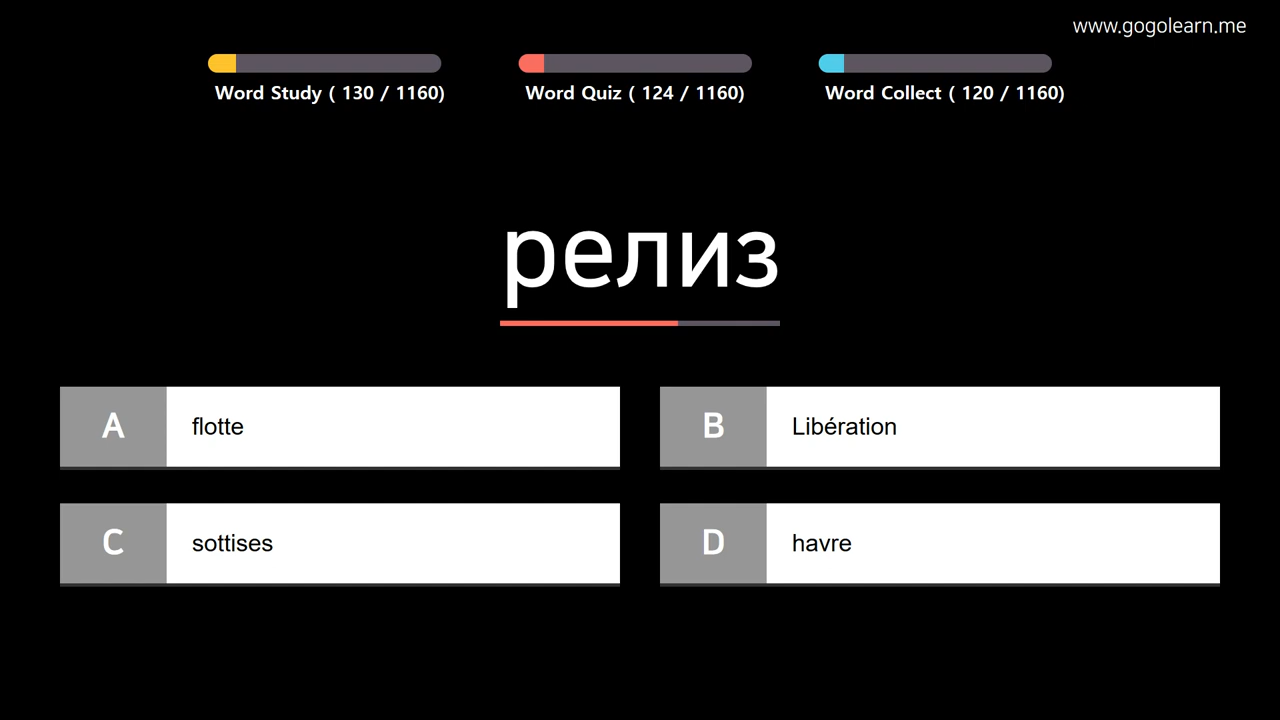 www.gogolearn.me
Word Study ( 130 / 1160)
Word Quiz ( 124 / 1160)
Word Collect ( 120 / 1160)
релиз
A flotte
B Libération
C sottises
D havre